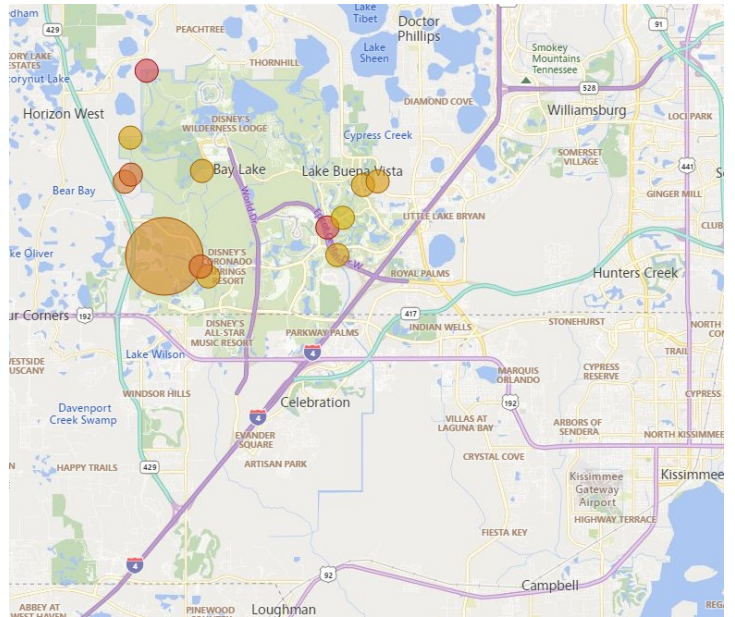 dham
429
PEACHTREE
Lake
Tibet
Doctor
Phillips
91
Lake
Sheen
Smokey
Mountains
Tennessee
ORY LAKE
ESTATES
corynut Lake
THORNHILL
528
DIAMOND COVE
Horizon West
Williamsburg
LOCI PARK
DISNEY'S
WILDERNESS LODGE
Cypress Creek
SOMERSET
VILLAGE
441
Bay Lake
Lake Buena Vista
Bear Bay
World Dr
GINGER MILL
LITTLE LAKE BRYAN
CLUB
ke Oliver
DISNEY'S
CORONADO
SPRINGS
RESORT
ROYAL PALMS
Hunters Creek
ur Corners
192
417
STONEHURST
NORTH
DISNEY'S
ALL-STAR
MUSIC RESORT
PARKWAY PALMS
INDIAN WELLS
TRAIL
Lake Wilson
4
WESTSIDE
TUSCANY
MARQUIS
ORLANDO
CYPRESS
RESERVE
WINDSOR HILLS
Celebration
192
CYPRESS
Davenport
Creek Swamp
4
VILLAS AT
LAGUNA BAY
ARBORS OF
SENDERA
EVANDER
SQUARE
NORTH KISSIMMEE
HAPPY TRAILS
429
ARTISAN PARK
CRYSTAL COVE
Kissimmee
Gateway
Airport
Kissimmee
HIGHWAY TERRACE
FIESTA KEY
4
92
Campbell
ABBEY AT
WEST HAVEN
PINEWOOD
Loughman
REG